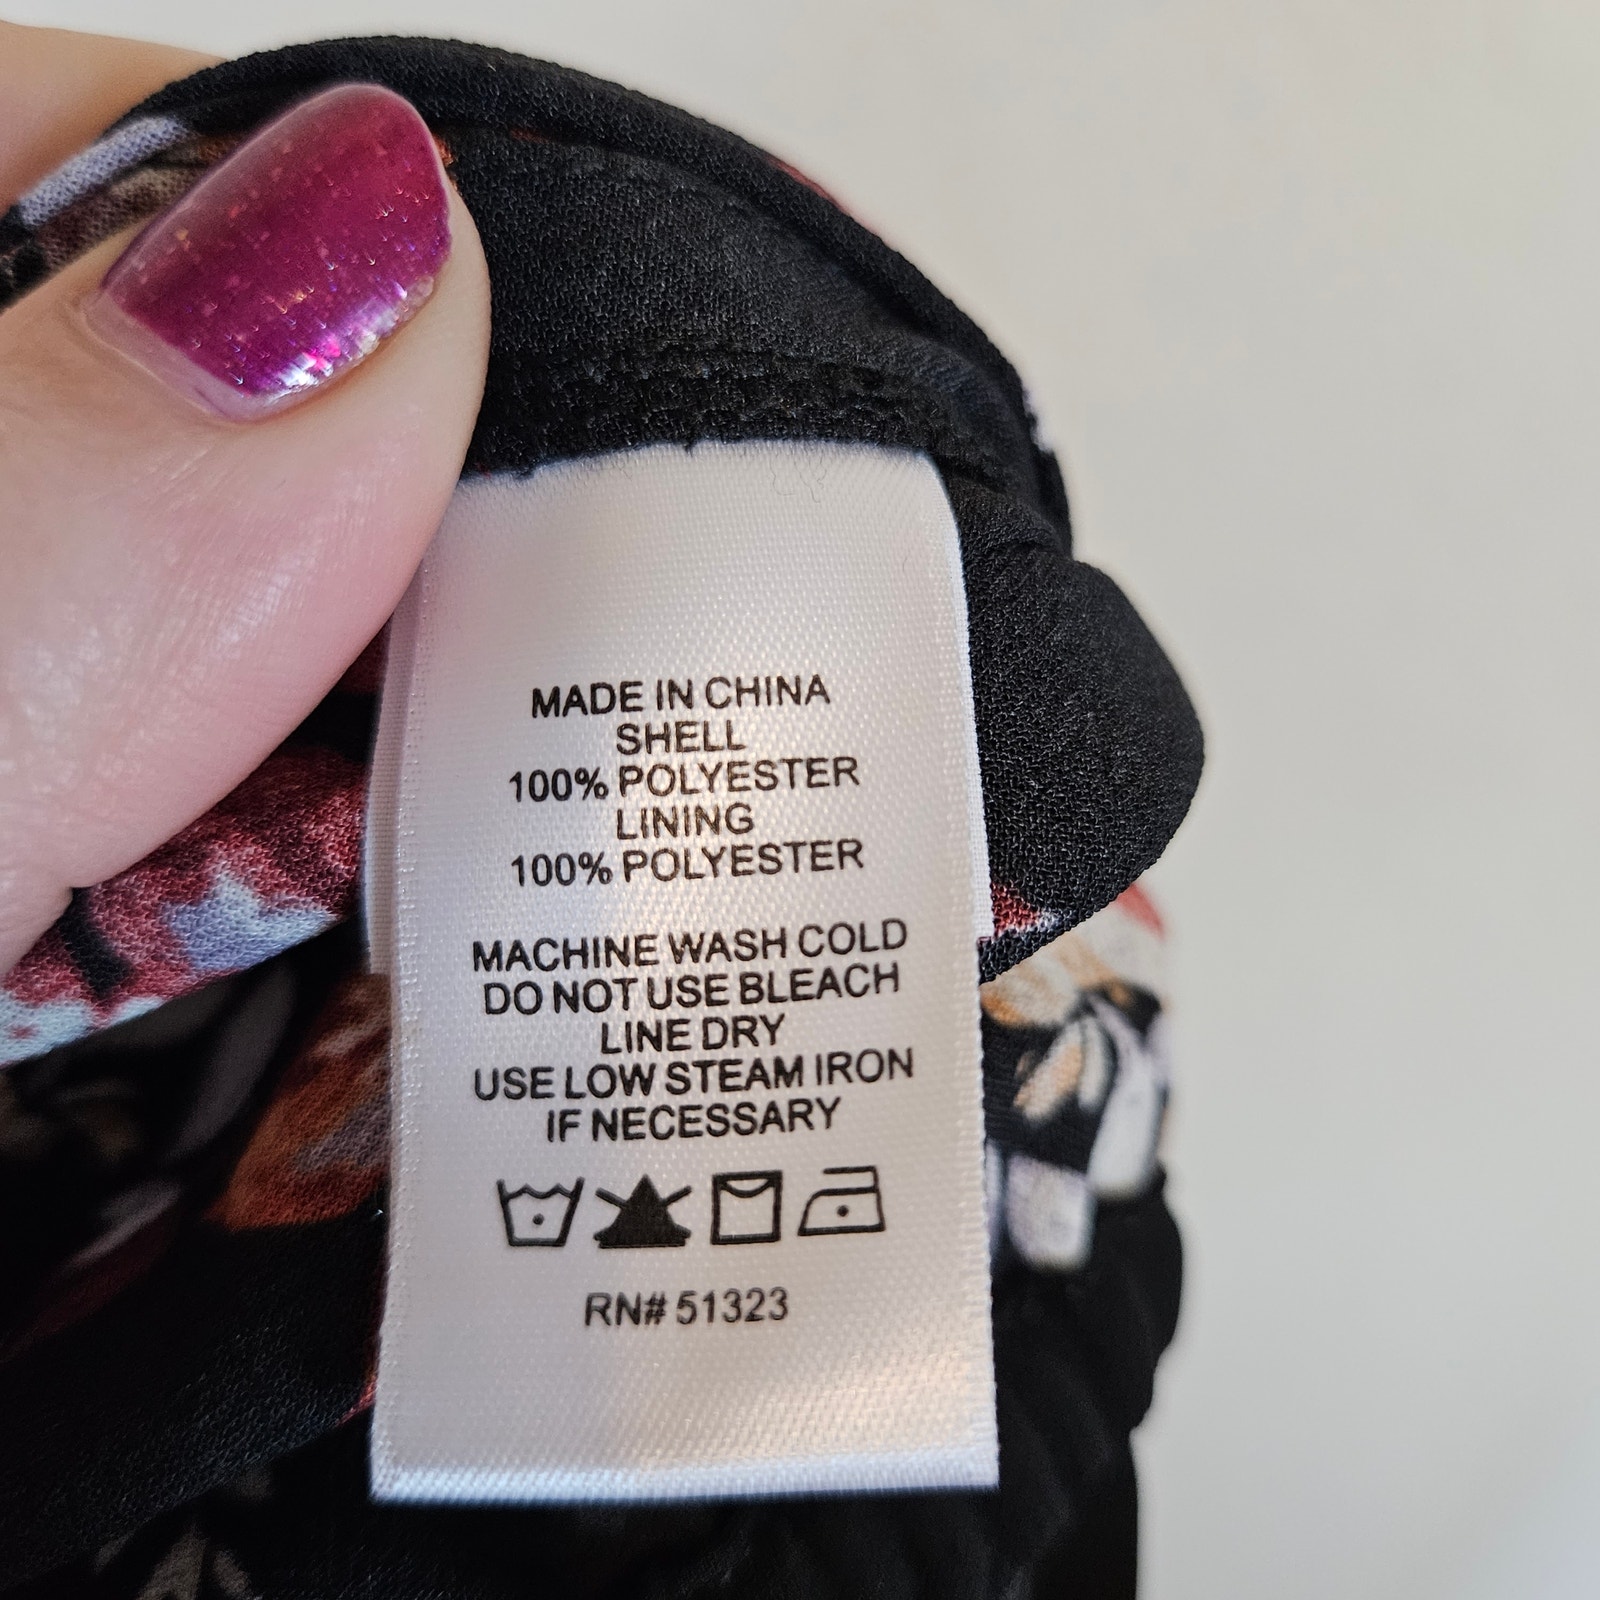 MADE IN CHINA
SHELL
100% POLYESTER
LINING
100% POLYESTER
MACHINE WASH COLD
DO NOT USE BLEACH
LINE DRY
USE LOW STEAM IRON
IF NECESSARY
RN# 51323